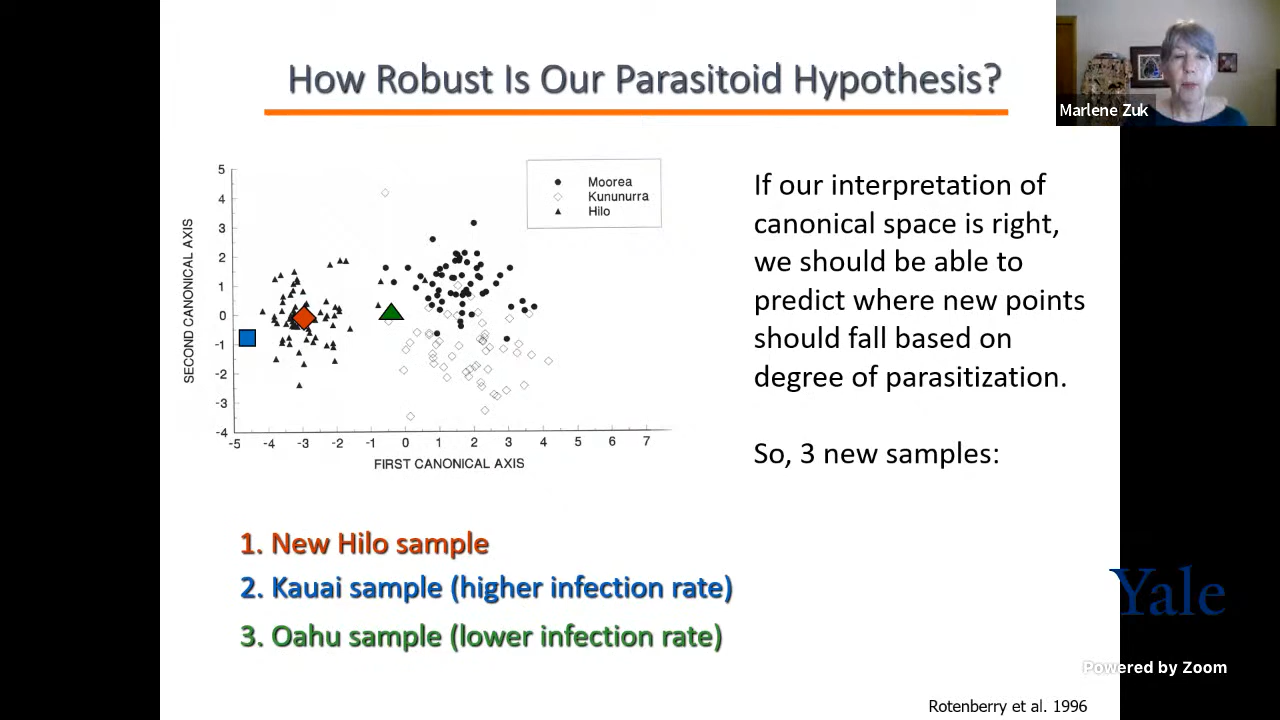 How Robust Is Our Parasitoid Hypothesis?
Marlene Zuk
5
4
3
2
1
0
-1
-2
-3
-4
SECOND CANONICAL AXIS
Moorea
Kununurra
Hilo
-5 -4 -3 -2 -1 0 1 2 3 4 5 6 7
FIRST CANONICAL AXIS
If our interpretation of
canonical space is right,
we should be able to
predict where new points
should fall based on
degree of parasitization.
So, 3 new samples:
1. New Hilo sample
2. Kauai sample (higher infection rate)
3. Oahu sample (lower infection rate)
Yale
Powered by Zoom
Rotenberry et al. 1996